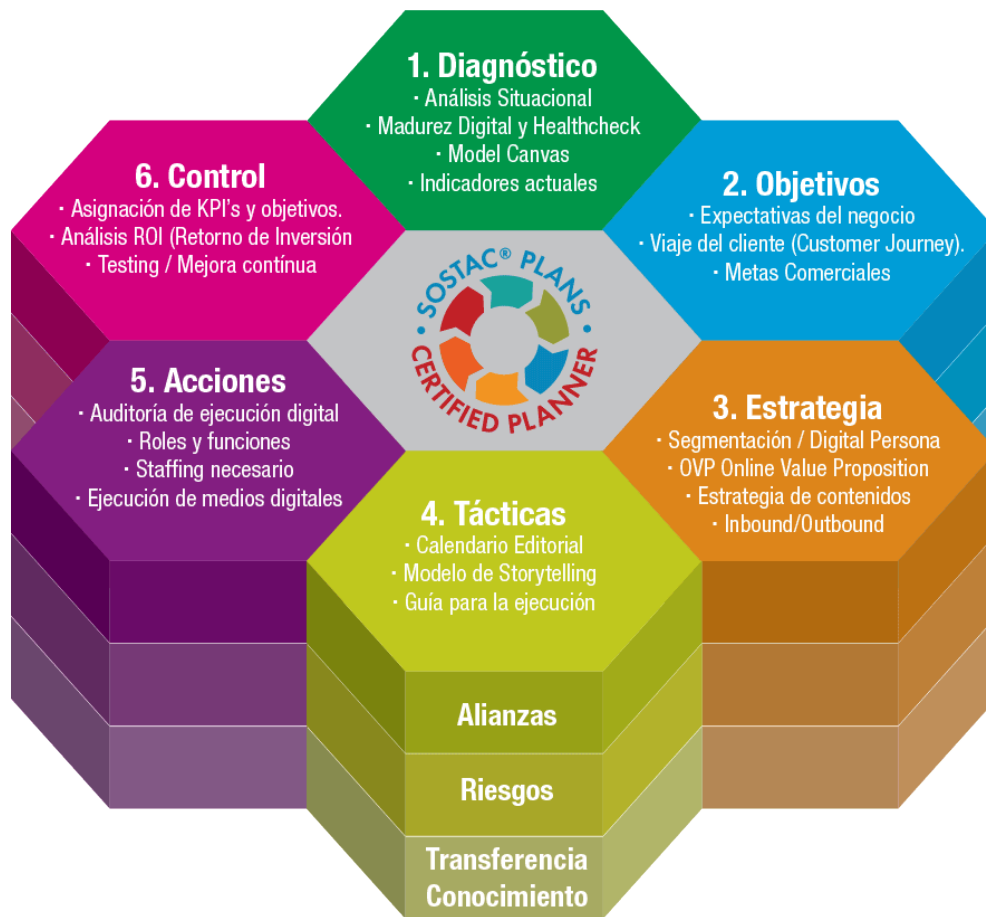 1. Diagnóstico
· Análisis Situacional
· Madurez Digital y Healthcheck
· Model Canvas
· Indicadores actuales
2. Objetivos
· Expectativas del negocio
· Viaje del cliente (Customer Journey).
· Metas Comerciales
3. Estrategia
· Segmentación / Digital Persona
· OVP Online Value Proposition
· Estrategia de contenidos
· Inbound/Outbound
4. Tácticas
· Calendario Editorial
· Modelo de Storytelling
· Guía para la ejecución
5. Acciones
· Auditoría de ejecución digital
· Roles y funciones
· Staffing necesario
· Ejecución de medios digitales
6. Control
· Asignación de KPI's y objetivos.
· Análisis ROI (Retorno de Inversión
· Testing / Mejora contínua
• SOSTAC® PLANS •
CERTIFIED PLANNER
Alianzas
Riesgos
Transferencia
Conocimiento